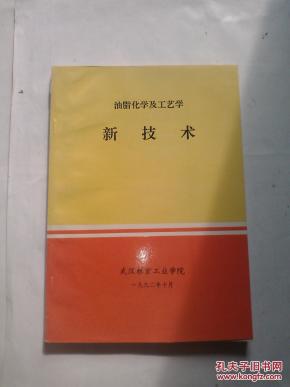 油脂化学及工艺学
新技术
武汉粮食工业学院
一九九二年十月
孔夫子旧书网